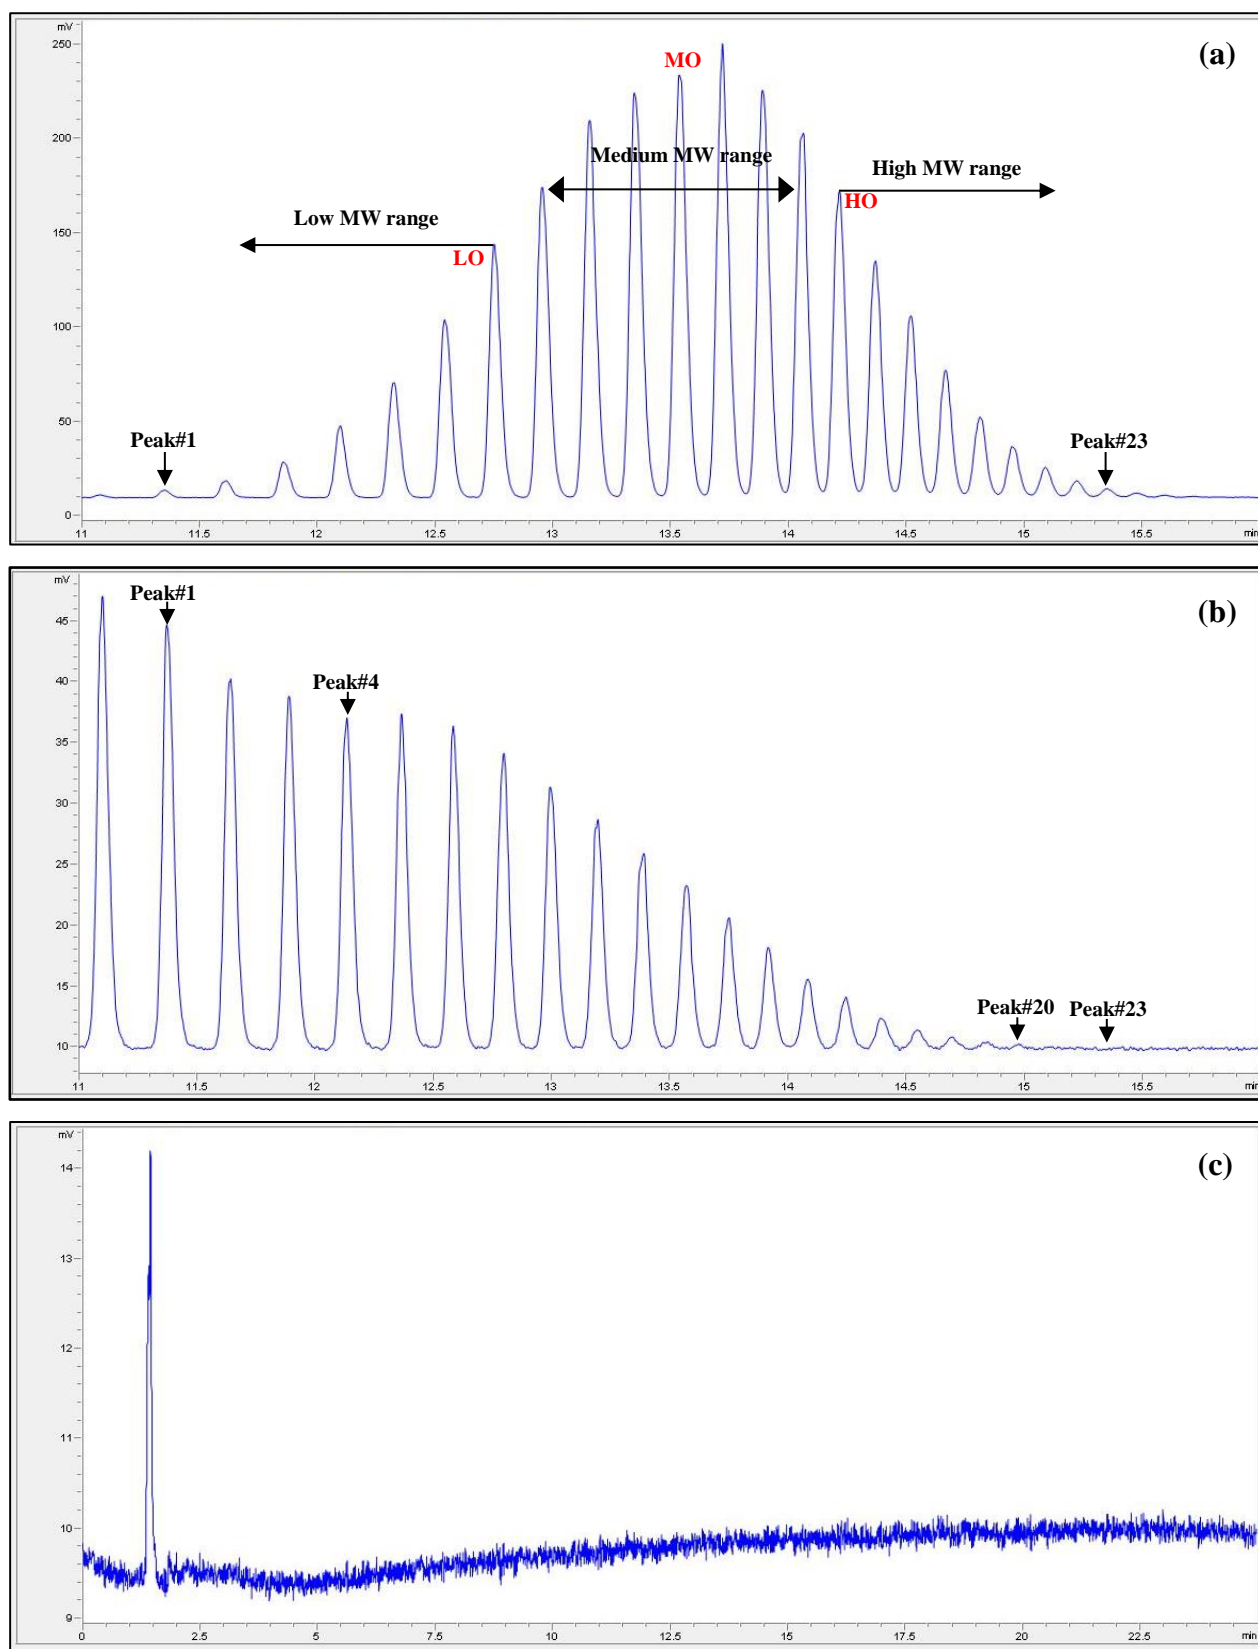 mV
(a)
250
MO
200
Medium MW range
High MW range
HO
150
Low MW range
LO
100
50
Peak#1
Peak#23
0
11 11.5 12 12.5 13 13.5 14 14.5 15 15.5 min
mV
Peak#1
(b)
45
40
Peak#4
35
30
25
20
15
Peak#20 Peak#23
10
11 11.5 12 12.5 13 13.5 14 14.5 15 15.5 min
mV
(c)
14
13
12
11
10
9
0 2.5 5 7.5 10 12.5 15 17.5 20 22.5 min